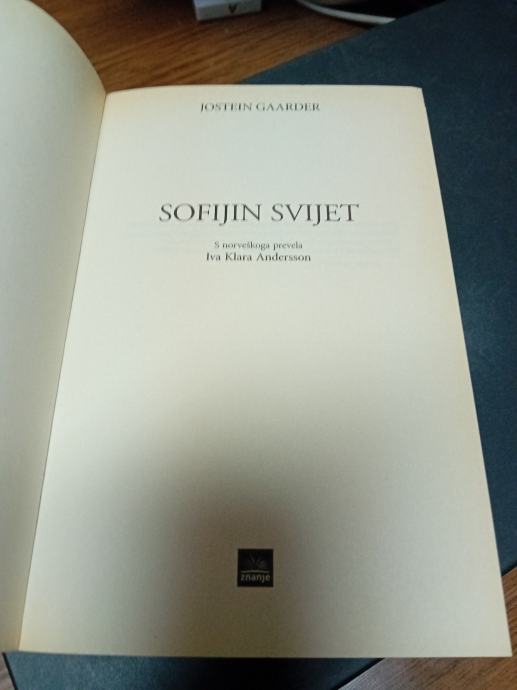 JOSTEIN GAARDER
SOFIJIN SVIJET
S norveškoga prevela
Iva Klara Andersson
znanje